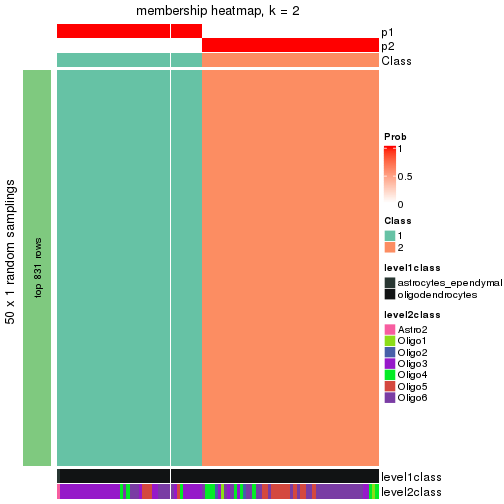 membership heatmap, k = 2
p1
p2
Class
50 x 1 random samplings
top 831 rows
Prob
1
0.5
0
Class
1
2
level1class
astrocytes_ependymal
oligodendrocytes
level2class
Astro2
Oligo1
Oligo2
Oligo3
Oligo4
Oligo5
Oligo6
level1class
level2class